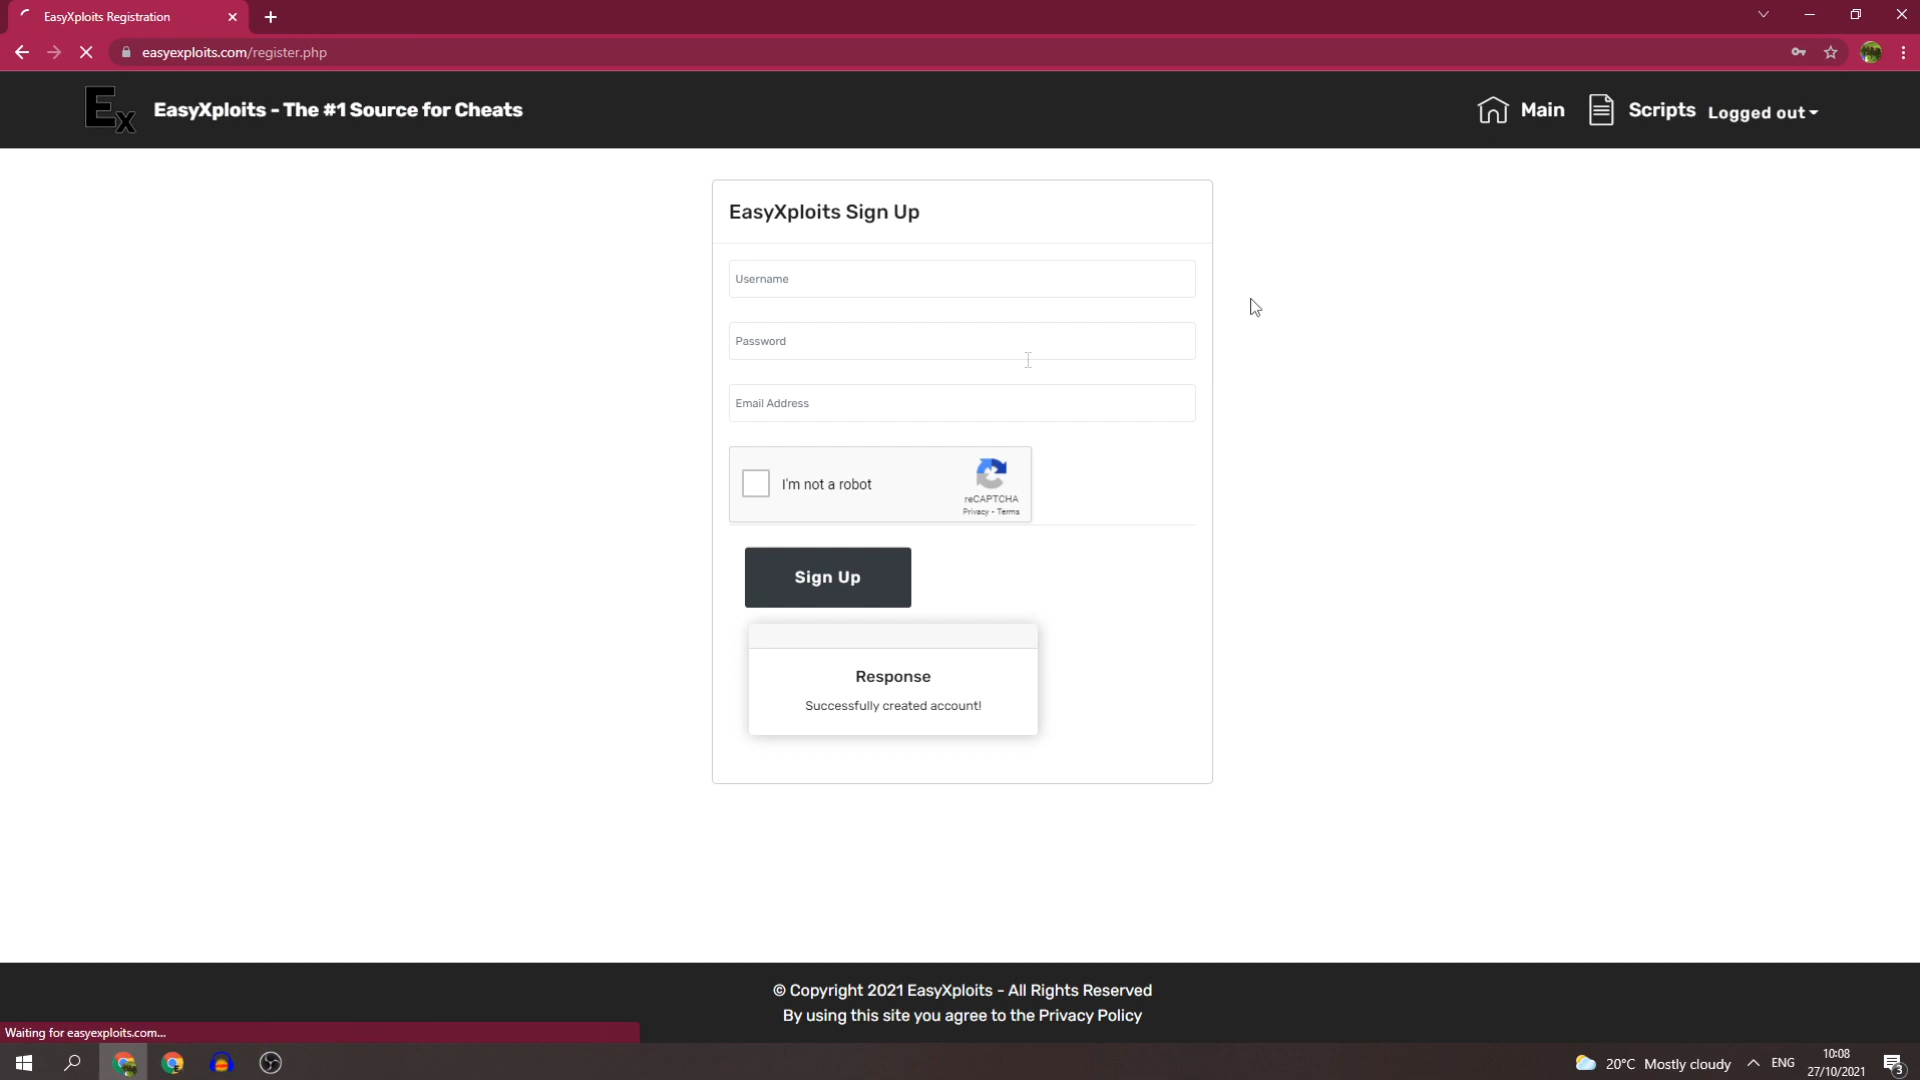 EasyXploits Registration
easyexploits.com/register.php
Ex
EasyXploits - The #1 Source for Cheats
Main
Scripts
Logged out
EasyXploits Sign Up
Username
Password
Email Address
I'm not a robot
reCAPTCHA
Privacy - Terms
Sign Up
Response
Successfully created account!
© Copyright 2021 EasyXploits - All Rights Reserved
By using this site you agree to the Privacy Policy
Waiting for easyexploits.com...
20°C Mostly cloudy
ENG
10:08
27/10/2021
3